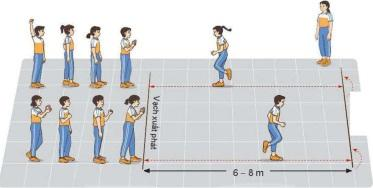 Vạch xuất phát
6 – 8 m